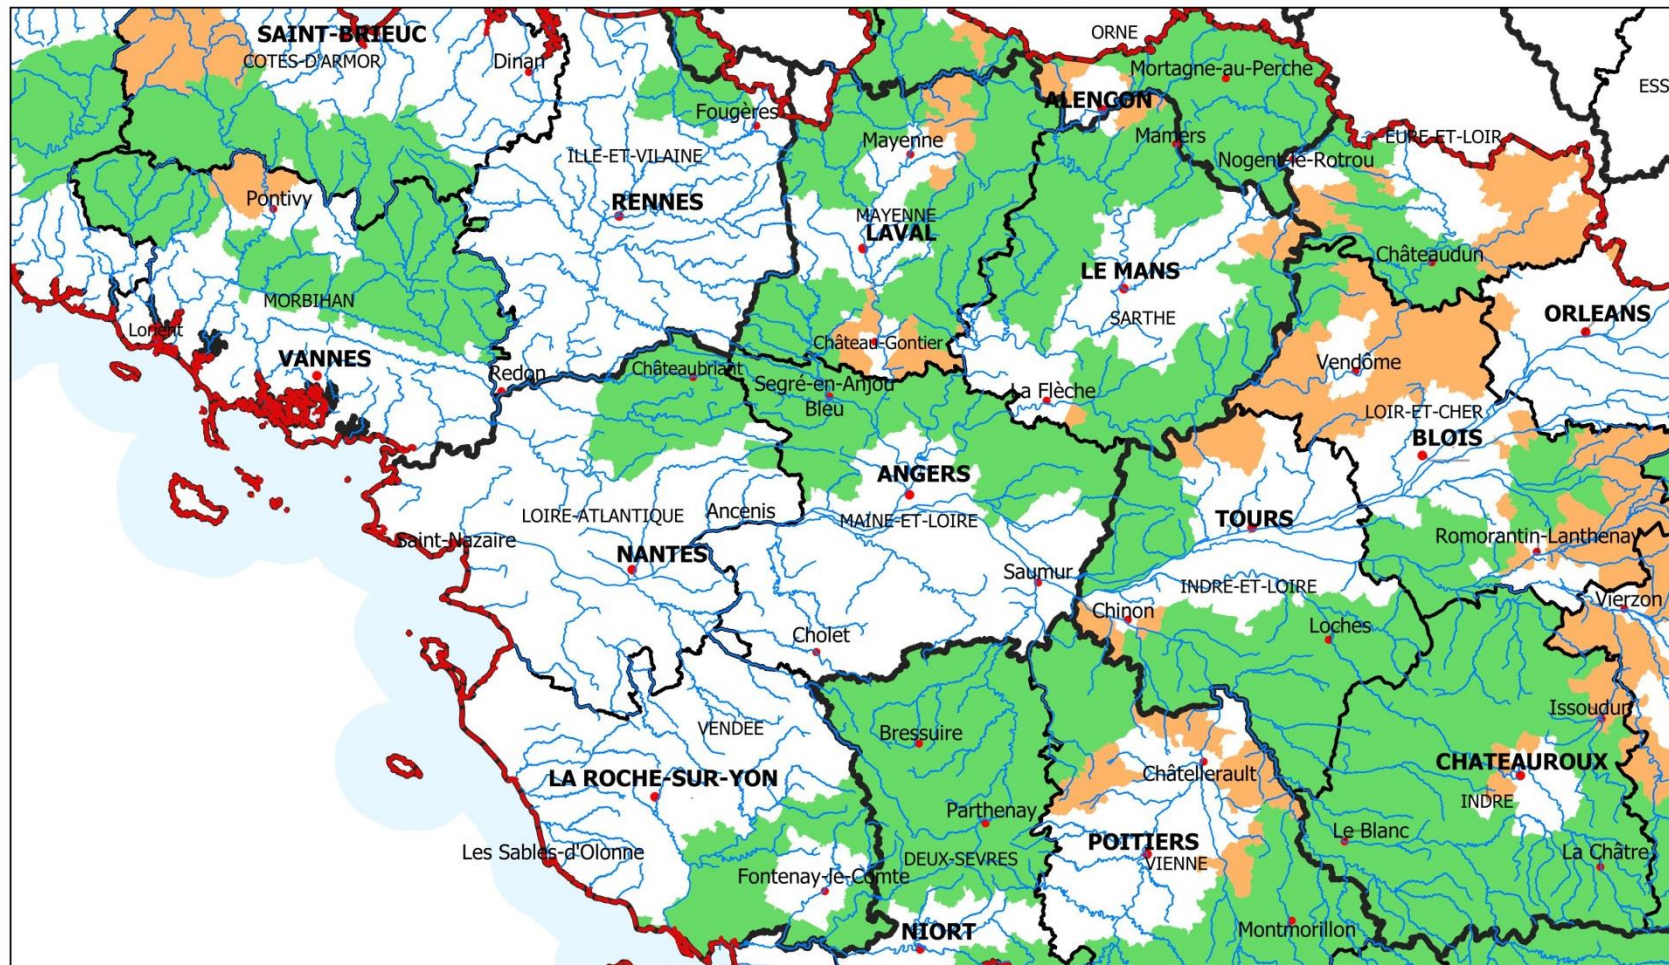 ORNE
SAINT-BRIEUC
COTES-D'ARMOR
Dinan
Mortagne-au-Perche
ESS
ALENÇON
Fougères
Mayenne
Mamers
EURE-ET-LOIR
ILLE-ET-VILAINE
Nogent-le-Rotrou
Pontivy
RENNES
MAYENNE
LAVAL
Châteaudun
LE MANS
MORBIHAN
Lorient
SARTHE
ORLEANS
VANNES
Château-Gontier
Vendôme
Redon
Châteaubriant
Segré-en-Anjou
Bleu
La Flèche
LOIR-ET-CHER
BLOIS
ANGERS
Ancenis
LOIRE-ATLANTIQUE
MAINE-ET-LOIRE
TOURS
Saint-Nazaire
Romorantin-Lanthenay
NANTES
Saumur
INDRE-ET-LOIRE
Vierzon
Chinon
Cholet
Loches
Issoudun
VENDEE
Bressuire
CHATEAUROUX
LA ROCHE-SUR-YON
Châtellerault
INDRE
Parthenay
Le Blanc
POITIERS
Les Sables-d'Olonne
DEUX-SEVRES
VIENNE
La Châtre
Fontenay-le-Comte
NIORT
Montmorillon